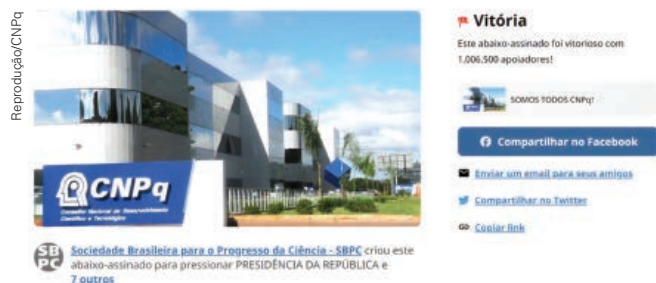 Reprodução/CNPq
CNPq
Conselho Nacional de Desenvolvimento
Científico e Tecnológico
SB
PC
Sociedade Brasileira para o Progresso da Ciência - SBPC criou este
abaixo-assinado para pressionar PRESIDÊNCIA DA REPÚBLICA e
7 outros
Vitória
Este abaixo-assinado foi vitorioso com
1,006,500 apoiadores!
SOMOS TODOS CNPq!
Compartilhar no Facebook
Enviar um email para seus amigos
Compartilhar no Twitter
Copiar link